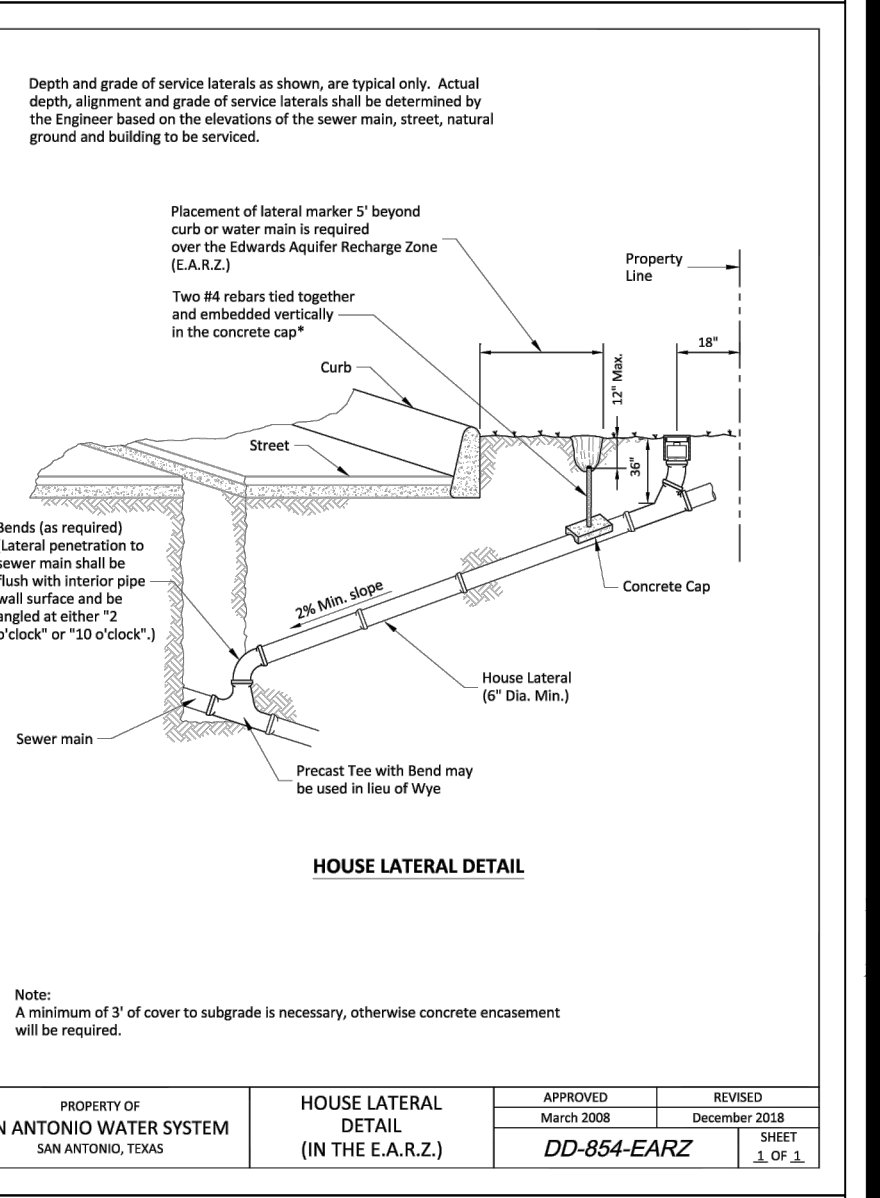 Depth and grade of service laterals as shown, are typical only. Actual
depth, alignment and grade of service laterals shall be determined by
the Engineer based on the elevations of the sewer main, street, natural
ground and building to be serviced.
Placement of lateral marker 5' beyond
curb or water main is required
over the Edwards Aquifer Recharge Zone
(E.A.R.Z.)
Property
Line
Two #4 rebars tied together
and embedded vertically
in the concrete cap*
18"
12" Max.
Curb
Street
36"
Bends (as required)
(Lateral penetration to
sewer main shall be
flush with interior pipe
wall surface and be
angled at either "2
o'clock" or "10 o'clock".)
Concrete Cap
2% Min. slope
House Lateral
(6" Dia. Min.)
Sewer main
Precast Tee with Bend may
be used in lieu of Wye
HOUSE LATERAL DETAIL
Note:
A minimum of 3' of cover to subgrade is necessary, otherwise concrete encasement
will be required.
PROPERTY OF
N ANTONIO WATER SYSTEM
SAN ANTONIO, TEXAS
HOUSE LATERAL
DETAIL
(IN THE E.A.R.Z.)
APPROVED
March 2008
REVISED
December 2018
DD-854-EARZ
SHEET
1 OF 1